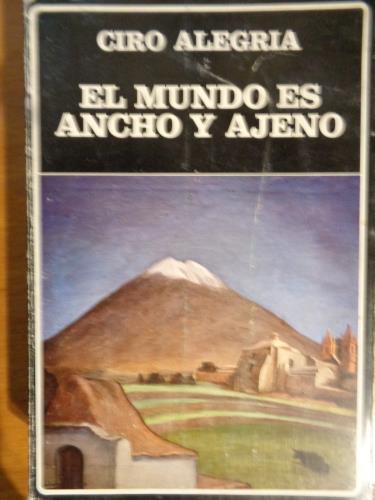 CIRO ALEGRIA
EL MUNDO ES
ANCHO Y AJENO